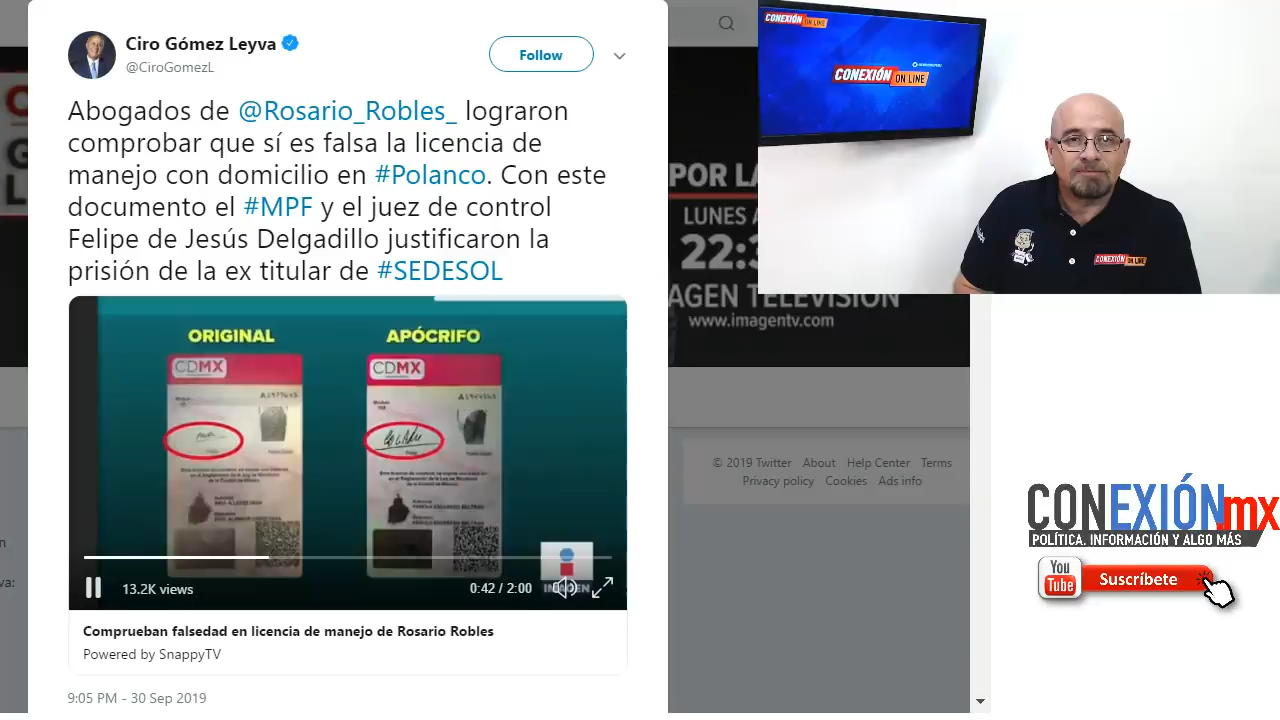 Ciro Gómez Leyva
@CiroGomezL
Follow
Abogados de @Rosario_Robles_ lograron
comprobar que sí es falsa la licencia de
manejo con domicilio en #Polanco. Con este
documento el #MPF y el juez de control
Felipe de Jesús Delgadillo justificaron la
prisión de la ex titular de #SEDESOL
ORIGINAL
APÓCRIFO
CDMX
CDMX
13.2K views
0:42 / 2:00
IMAGEN
Comprueban falsedad en licencia de manejo de Rosario Robles
Powered by SnappyTV
9:05 PM - 30 Sep 2019
POR LA
LUNES A
22:3
AGEN TELEVISIÓN
www.imagentv.com
© 2019 Twitter About Help Center Terms
Privacy policy Cookies Ads info
CONEXIÓN ON LINE
CONEXIÓN ON LINE
CONEXIÓN ON LINE
CONEXIÓN.mx
POLÍTICA, INFORMACIÓN Y ALGO MÁS
You
Tube
Suscríbete